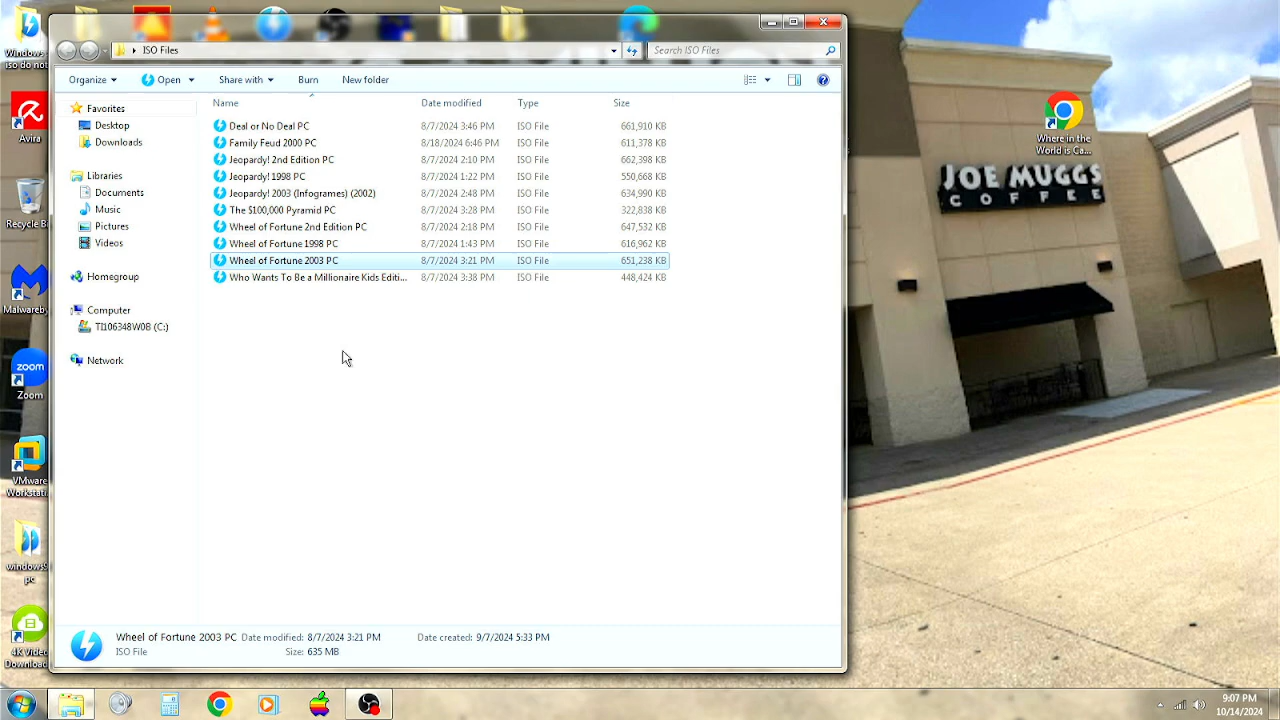 ISO Files
Search ISO Files
Organize Open Share with Burn New folder
Name Date modified Type Size
Favorites
Desktop
Downloads
Libraries
Documents
Music
Pictures
Videos
Homegroup
Computer
TI106348W0B (C:)
Network
Deal or No Deal PC 8/7/2024 3:46 PM ISO File 661,910 KB
Family Feud 2000 PC 8/18/2024 6:46 PM ISO File 611,378 KB
Jeopardy! 2nd Edition PC 8/7/2024 2:10 PM ISO File 662,398 KB
Jeopardy! 1998 PC 8/7/2024 1:22 PM ISO File 550,668 KB
Jeopardy! 2003 (Infogrames) (2002) 8/7/2024 2:48 PM ISO File 634,990 KB
The $100,000 Pyramid PC 8/7/2024 3:28 PM ISO File 322,838 KB
Wheel of Fortune 2nd Edition PC 8/7/2024 2:18 PM ISO File 647,532 KB
Wheel of Fortune 1998 PC 8/7/2024 1:43 PM ISO File 616,962 KB
Wheel of Fortune 2003 PC 8/7/2024 3:21 PM ISO File 651,238 KB
Who Wants To Be a Millionaire Kids Editi... 8/7/2024 3:38 PM ISO File 448,424 KB
Wheel of Fortune 2003 PC Date modified: 8/7/2024 3:21 PM Date created: 9/7/2024 5:33 PM
ISO File Size: 635 MB
Windows
iso do not
Avira
Recycle Bi
Malwareby
zoom
Zoom
VMware
Workstati
windows
pc
4K Video
Download
Where in the
World is Ca...
JOE MUGGS
COFFEE
9:07 PM
10/14/2024